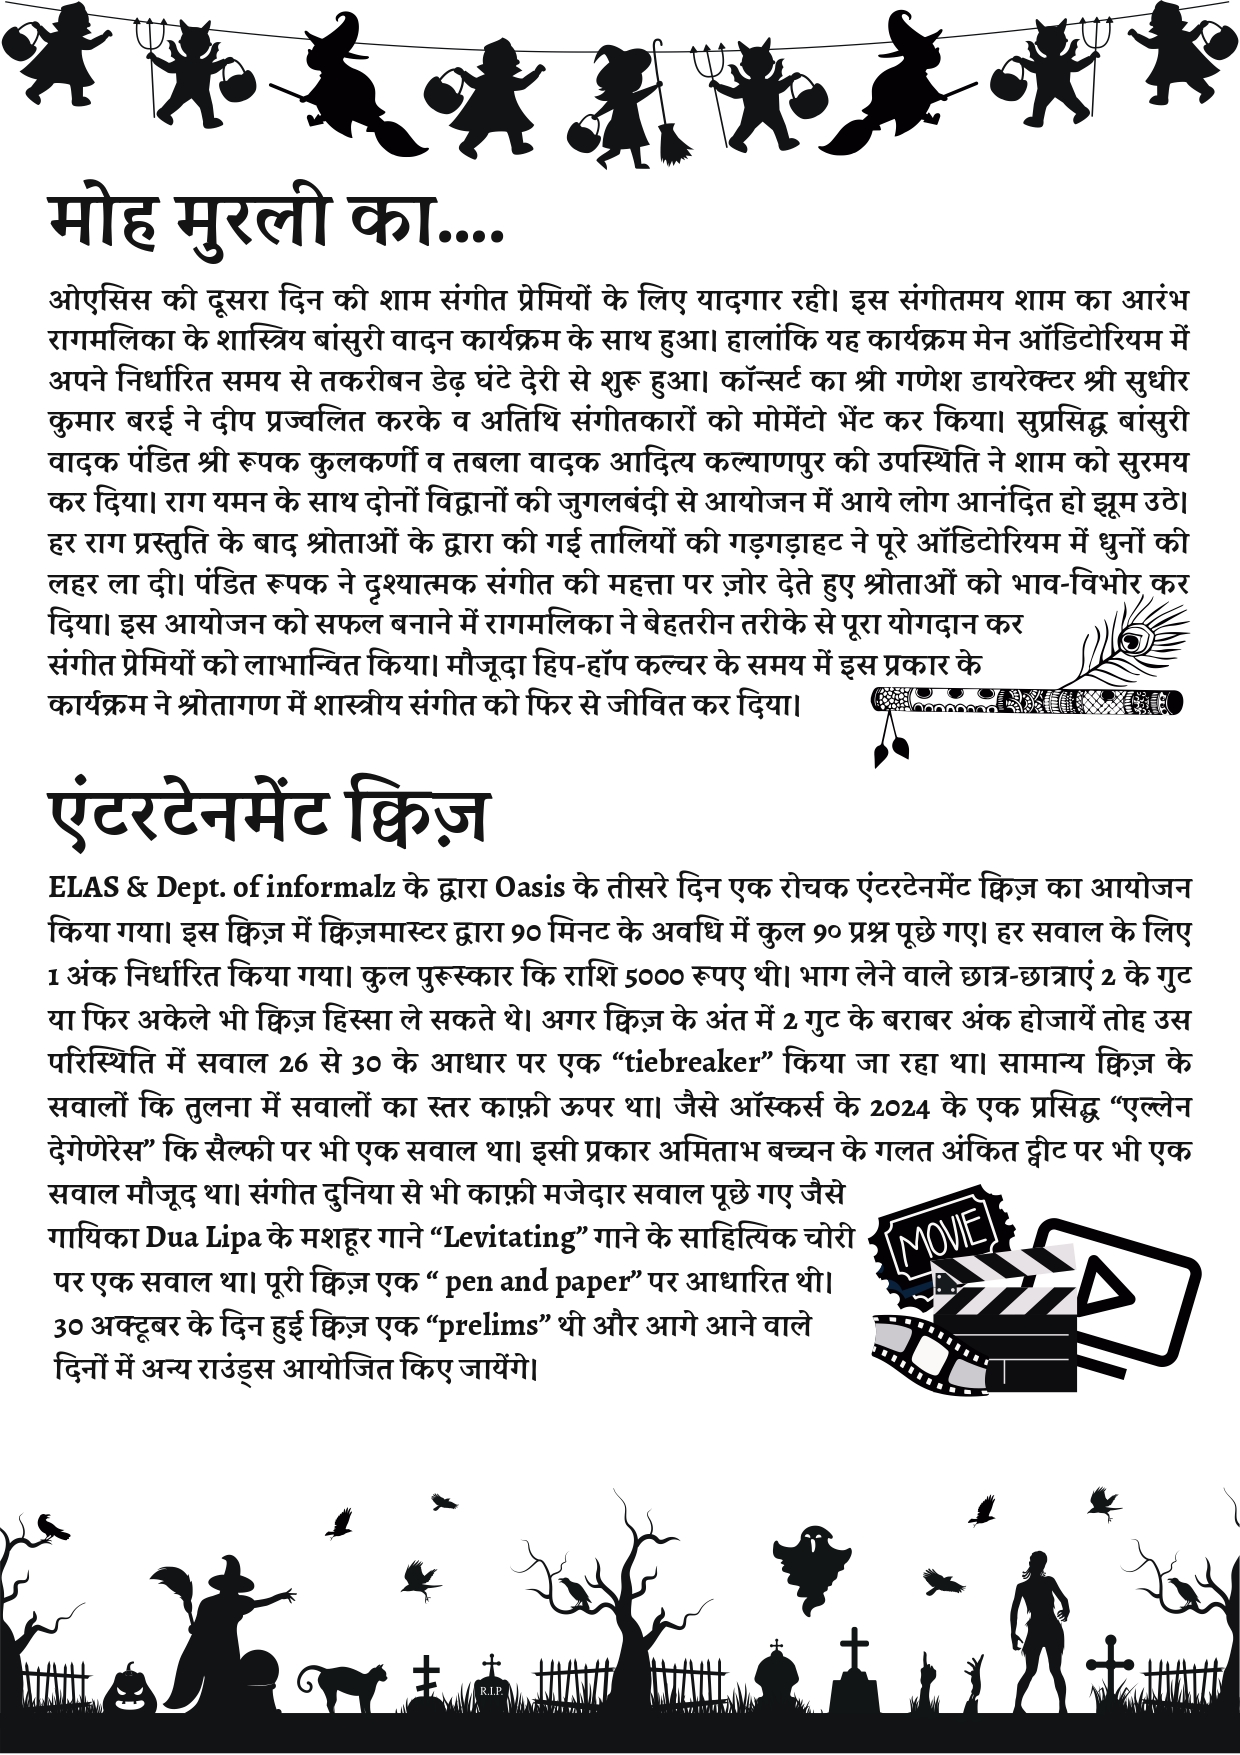 मोह मुरली का....
ओएसिस की दूसरा दिन की शाम संगीत प्रेमियों के लिए यादगार रही। इस संगीतमय शाम का आरंभ
रागमलिका के शास्त्रिय बांसुरी वादन कार्यक्रम के साथ हुआ। हालांकि यह कार्यक्रम मेन ऑडिटोरियम में
अपने निर्धारित समय से तकरीबन डेढ़ घंटे देरी से शुरू हुआ। कॉन्सर्ट का श्री गणेश डायरेक्टर श्री सुधीर
कुमार बरई ने दीप प्रज्वलित करके व अतिथि संगीतकारों को मोमेंटो भेंट कर किया। सुप्रसिद्ध बांसुरी
वादक पंडित श्री रूपक कुलकर्णी व तबला वादक आदित्य कल्याणपुर की उपस्थिति ने शाम को सुरमय
कर दिया। राग यमन के साथ दोनों विद्वानों की जुगलबंदी से आयोजन में आये लोग आनंदित हो झूम उठे।
हर राग प्रस्तुति के बाद श्रोताओं के द्वारा की गई तालियों की गड़गड़ाहट ने पूरे ऑडिटोरियम में धुनों की
लहर ला दी। पंडित रूपक ने दृश्यात्मक संगीत की महत्ता पर ज़ोर देते हुए श्रोताओं को भाव-विभोर कर
दिया। इस आयोजन को सफल बनाने में रागमलिका ने बेहतरीन तरीके से पूरा योगदान कर
संगीत प्रेमियों को लाभान्वित किया। मौजूदा हिप-हॉप कल्चर के समय में इस प्रकार के
कार्यक्रम ने श्रोतागण में शास्त्रीय संगीत को फिर से जीवित कर दिया।
एंटरटेनमेंट क्विज़
ELAS & Dept. of informalz के द्वारा Oasis के तीसरे दिन एक रोचक एंटरटेनमेंट क्विज़ का आयोजन
किया गया। इस क्विज़ में क्विज़मास्टर द्वारा 90 मिनट के अवधि में कुल ९० प्रश्न पूछे गए। हर सवाल के लिए
1 अंक निर्धारित किया गया। कुल पुरूस्कार कि राशि 5000 रूपए थी। भाग लेने वाले छात्र-छात्राएं 2 के गुट
या फिर अकेले भी क्विज़ हिस्सा ले सकते थे। अगर क्विज़ के अंत में 2 गुट के बराबर अंक होजायें तोह उस
परिस्थिति में सवाल 26 से 30 के आधार पर एक “tiebreaker” किया जा रहा था। सामान्य क्विज़ के
सवालों कि तुलना में सवालों का स्तर काफ़ी ऊपर था। जैसे ऑस्कर्स के 2024 के एक प्रसिद्ध “एल्लेन
देगेणेरेस” कि सैल्फी पर भी एक सवाल था। इसी प्रकार अमिताभ बच्चन के गलत अंकित ट्वीट पर भी एक
सवाल मौजूद था। संगीत दुनिया से भी काफ़ी मजेदार सवाल पूछे गए जैसे
गायिका Dua Lipa के मशहूर गाने “Levitating” गाने के साहित्यिक चोरी
पर एक सवाल था। पूरी क्विज़ एक “ pen and paper” पर आधारित थी।
30 अक्टूबर के दिन हुई क्विज़ एक “prelims” थी और आगे आने वाले
दिनों में अन्य राउंड्स आयोजित किए जायेंगे।
MOVIE
R.I.P.